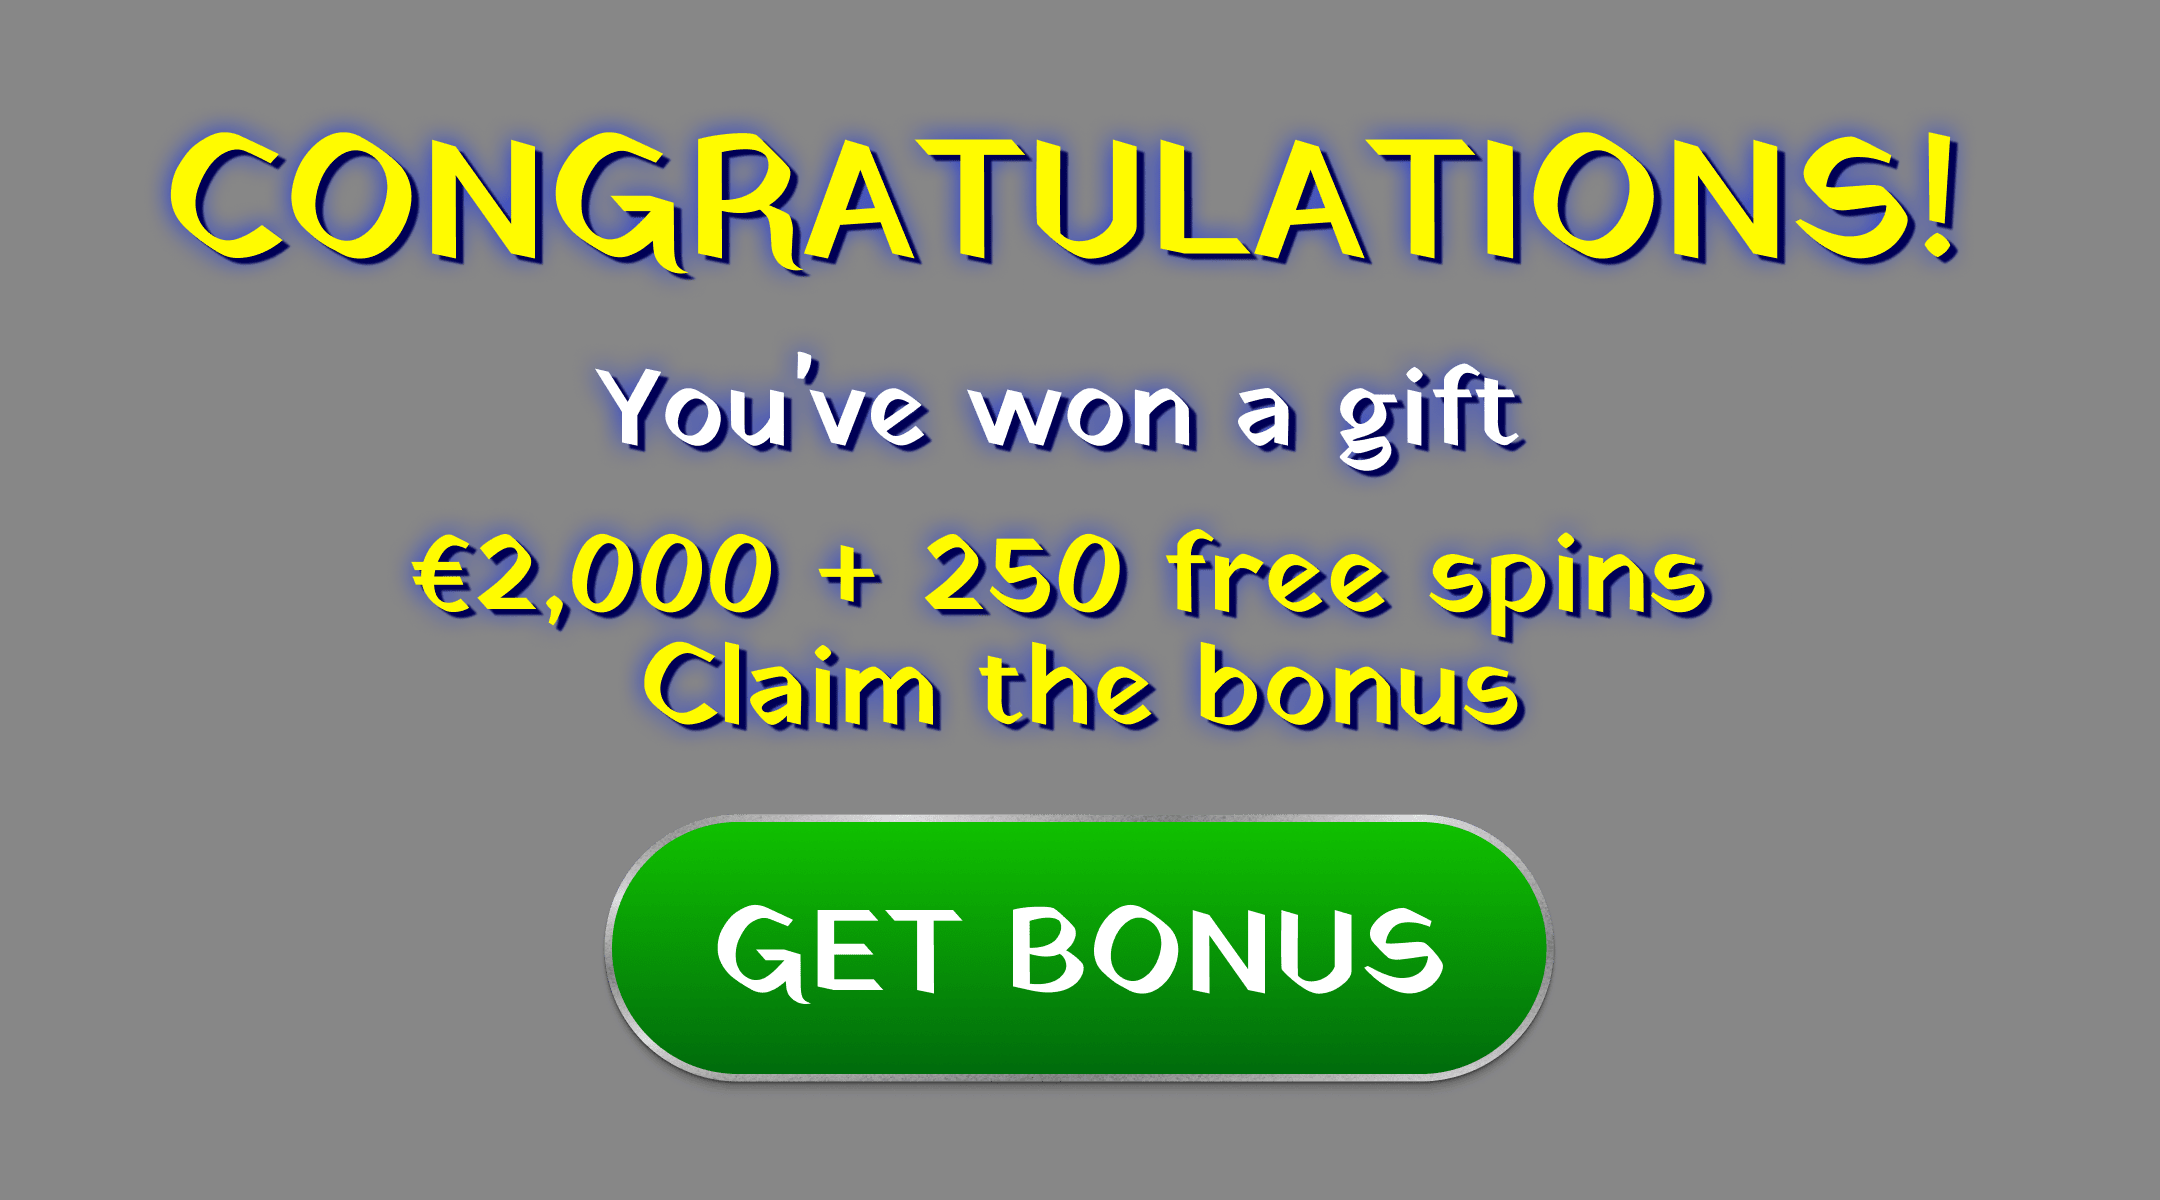 CONGRATULATIONS!
You've won a gift
€2,000 + 250 free spins
Claim the bonus
GET BONUS